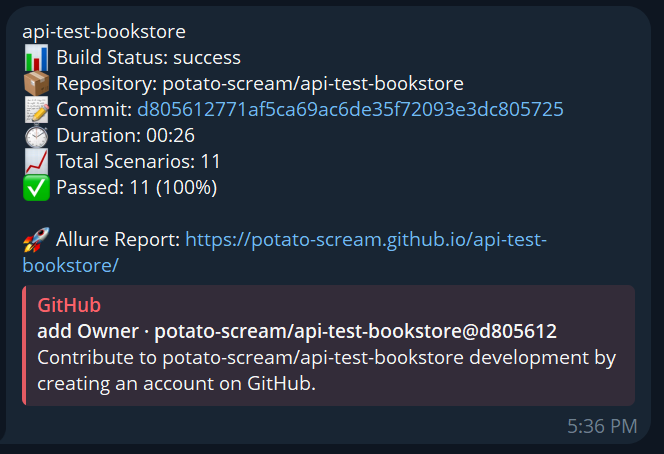 api-test-bookstore
📊 Build Status: success
📦 Repository: potato-scream/api-test-bookstore
📝 Commit: d805612771af5ca69ac6de35f72093e3dc805725
⏱ Duration: 00:26
📈 Total Scenarios: 11
✅ Passed: 11 (100%)
🚀 Allure Report: https://potato-scream.github.io/api-test-
bookstore/
GitHub
add Owner · potato-scream/api-test-bookstore@d805612
Contribute to potato-scream/api-test-bookstore development by
creating an account on GitHub.
5:36 PM